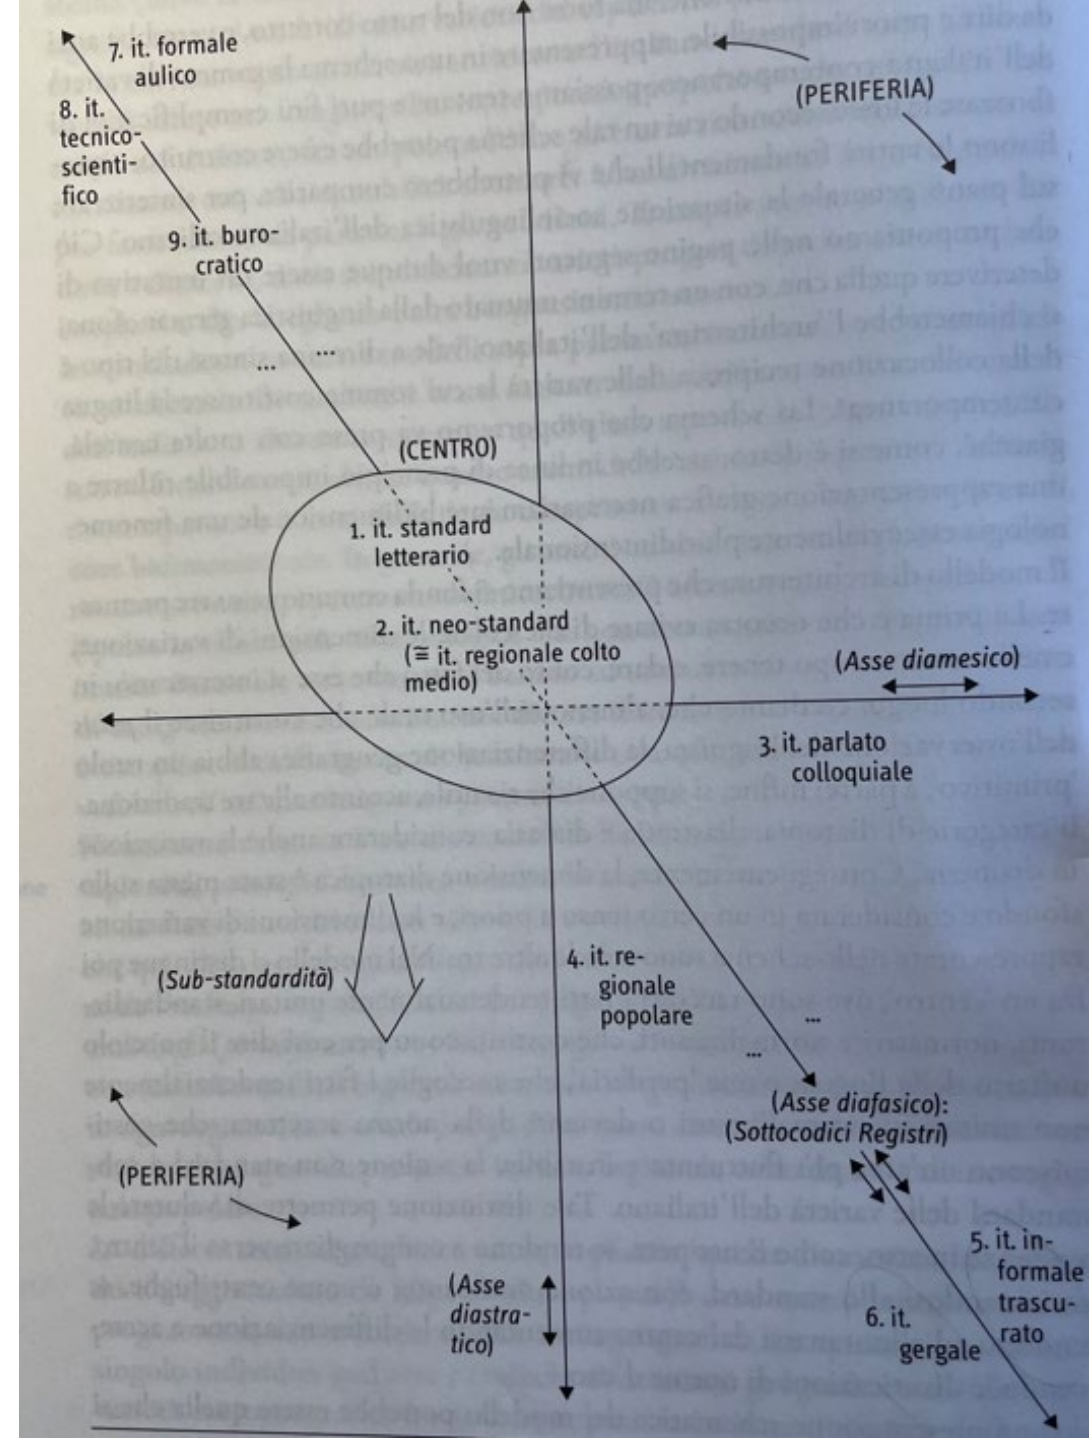 7. it. formale
aulico
8. it.
tecnico-
scienti-
fico
9. it. buro-
cratico
... ...
(PERIFERIA)
(CENTRO)
1. it. standard
letterario
2. it. neo-standard
(≅ it. regionale colto
medio)
(Asse diamesico)
3. it. parlato
colloquiale
(Sub-standardità)
4. it. re-
gionale
popolare
... ...
(Asse diafasico):
(Sottocodici Registri)
(PERIFERIA)
(Asse
diastra-
tico)
5. it. in-
formale
trascu-
rato
6. it.
gergale